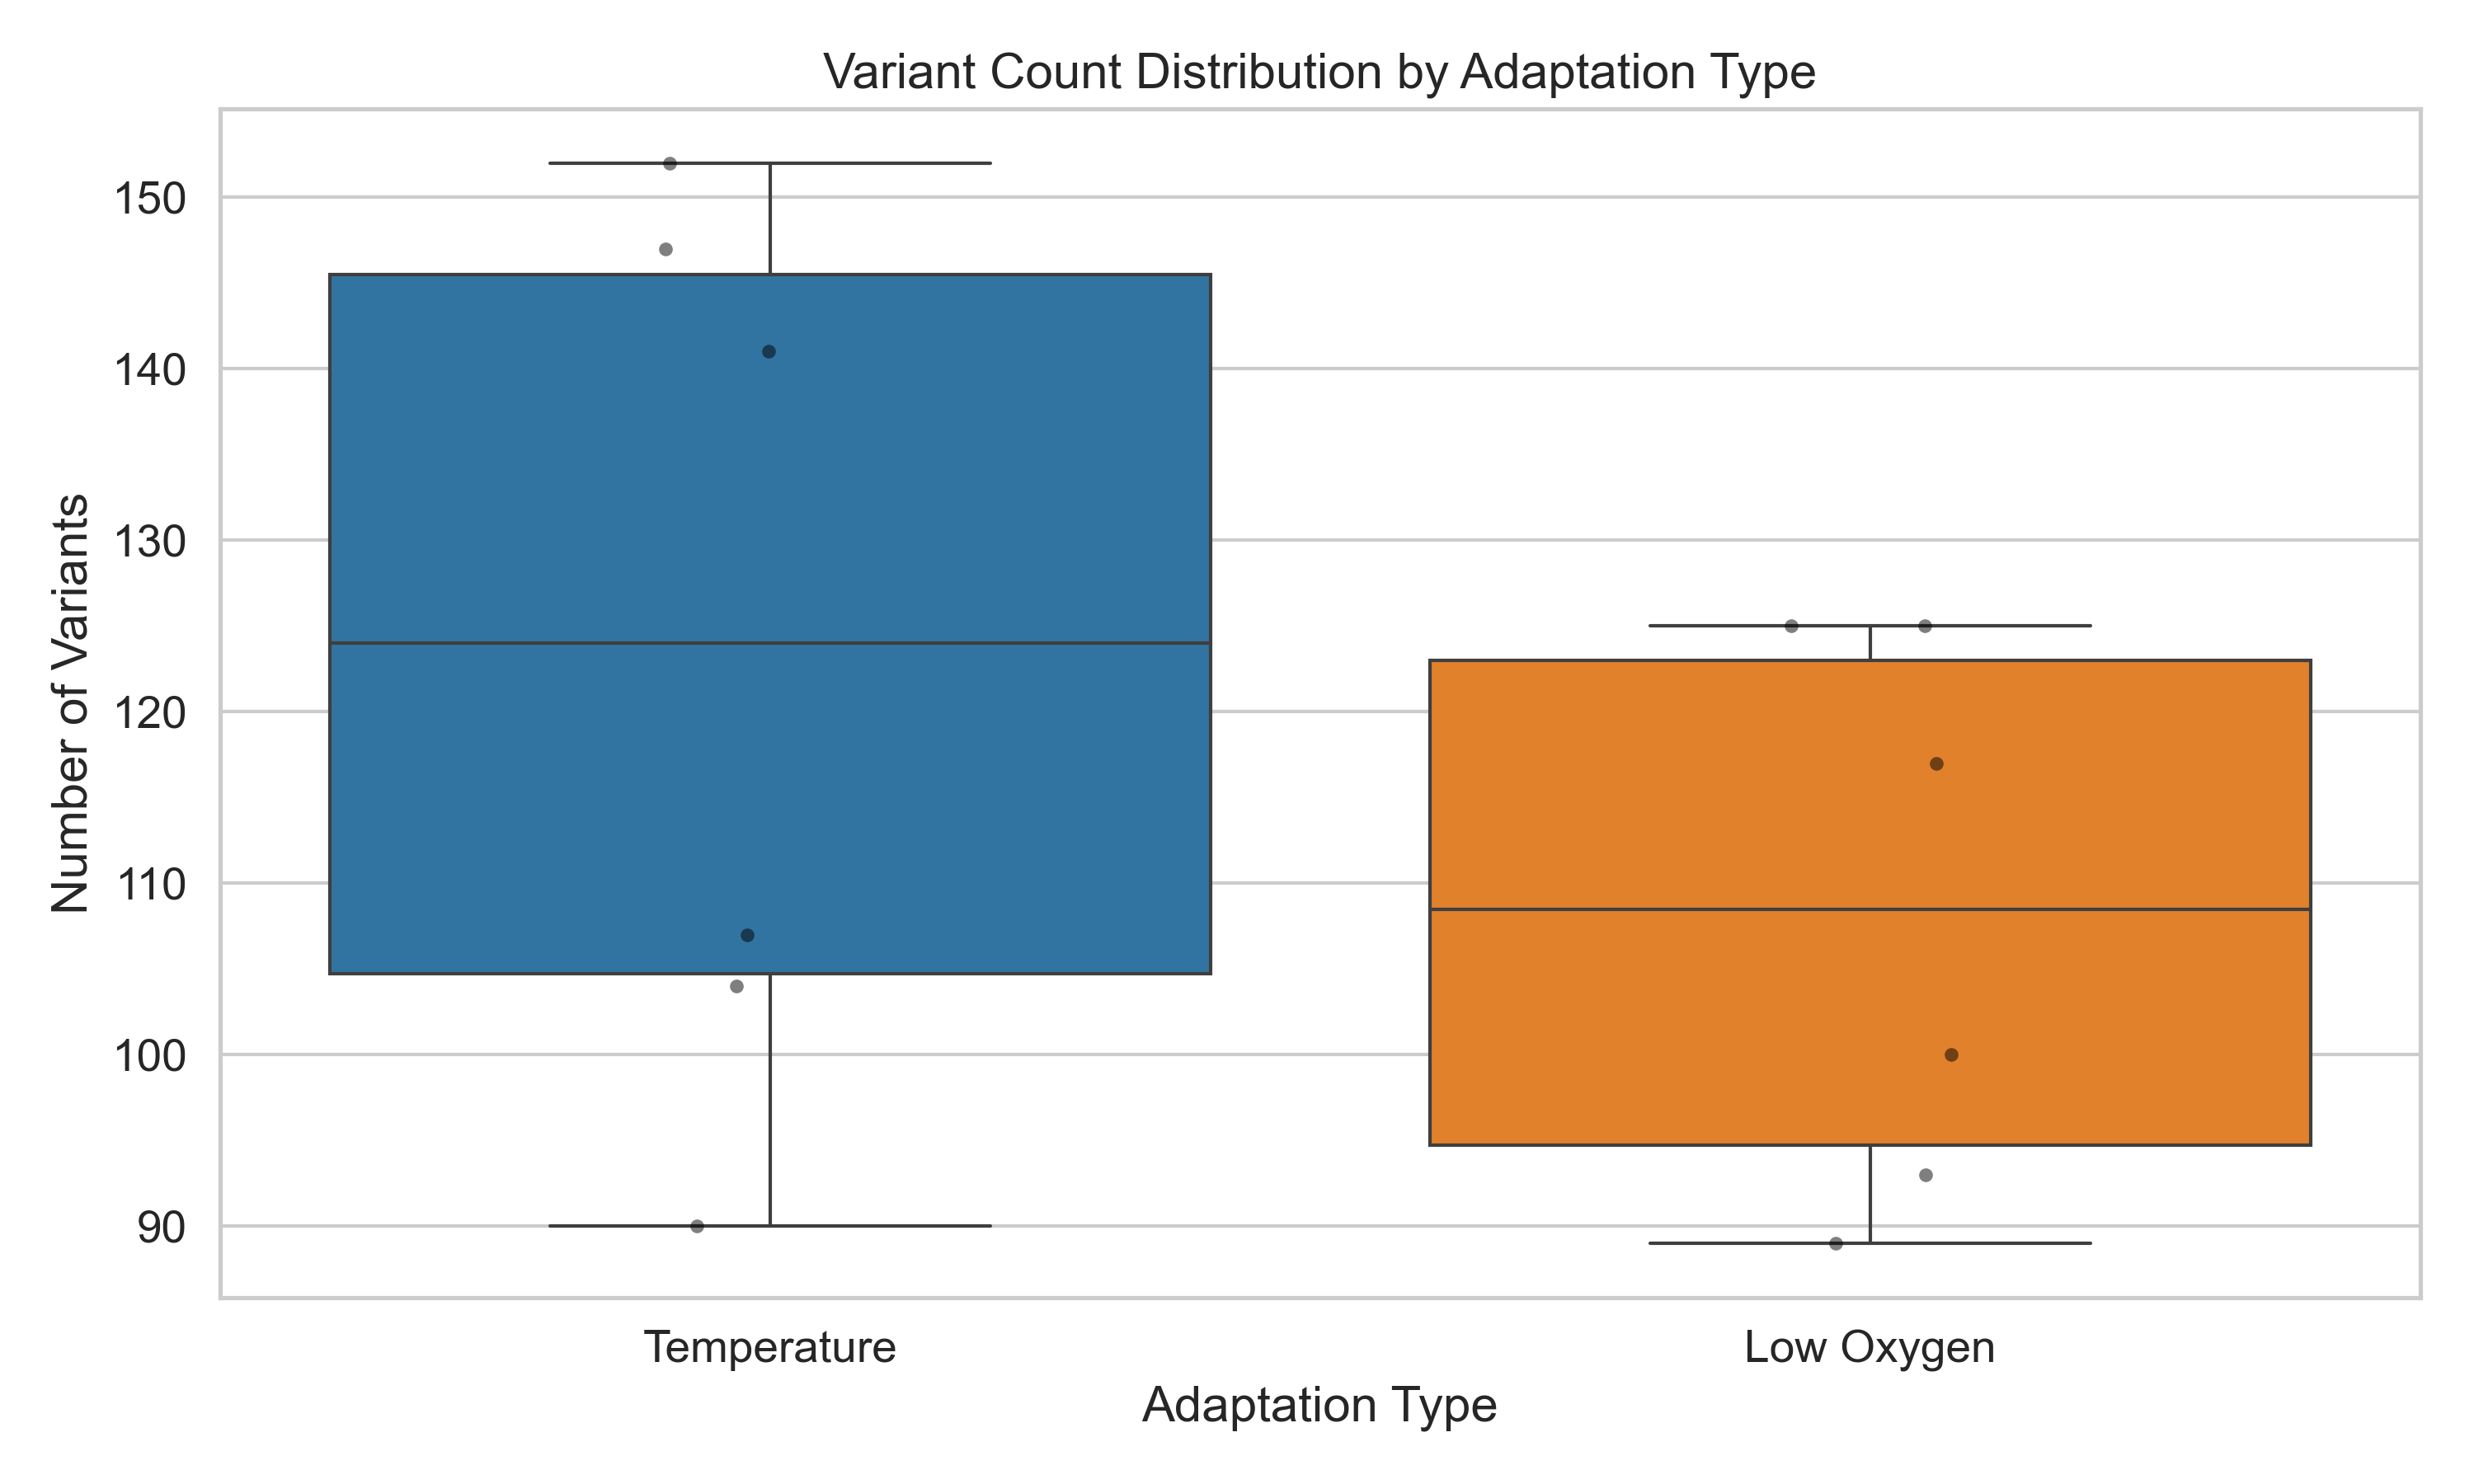 Variant Count Distribution by Adaptation Type
Number of Variants
150
140
130
120
110
100
90
Temperature
Low Oxygen
Adaptation Type